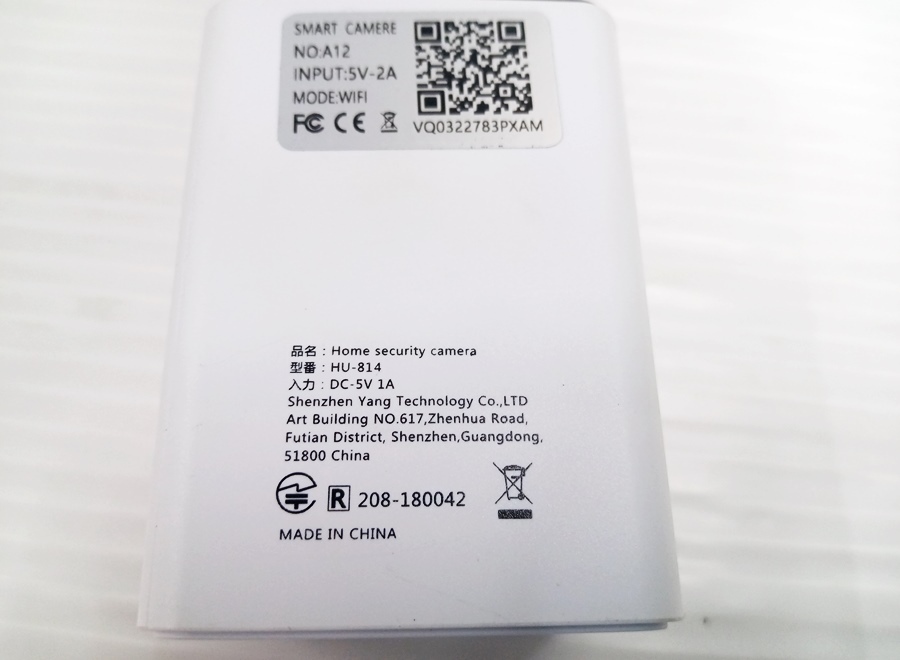 SMART CAMERE
NO:A12
INPUT:5V-2A
MODE:WIFI
FC CE
VQ0322783PXAM
品名：Home security camera
型番：HU-814
入力：DC-5V 1A
Shenzhen Yang Technology Co.,LTD
Art Building NO.617,Zhenhua Road,
Futian District, Shenzhen,Guangdong,
51800 China
R 208-180042
MADE IN CHINA